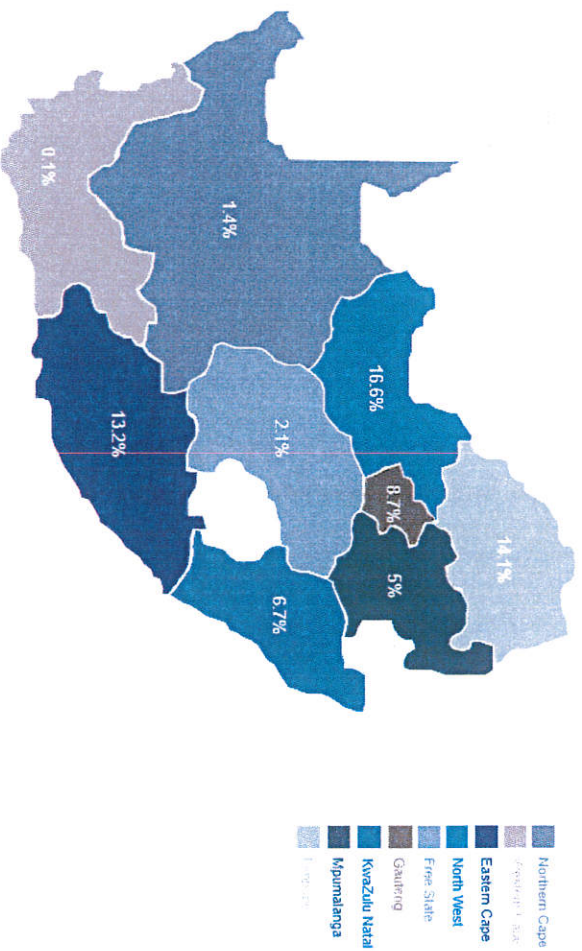 14.1%
16.6%
8.7%
5%
1.4%
2.1%
6.7%
0.1%
13.2%
Northern Cape
Eastern Cape
North West
Free State
Gauteng
KwaZulu Natal
Mpumalanga